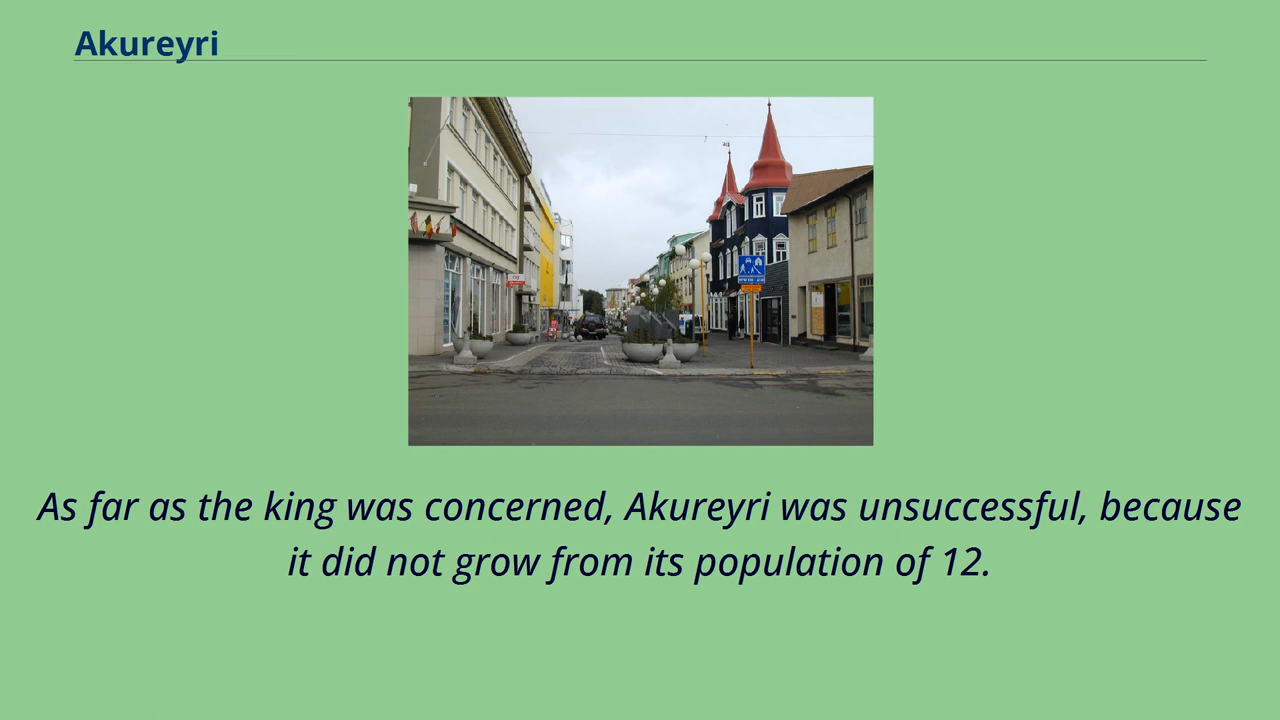 Akureyri
As far as the king was concerned, Akureyri was unsuccessful, because
it did not grow from its population of 12.